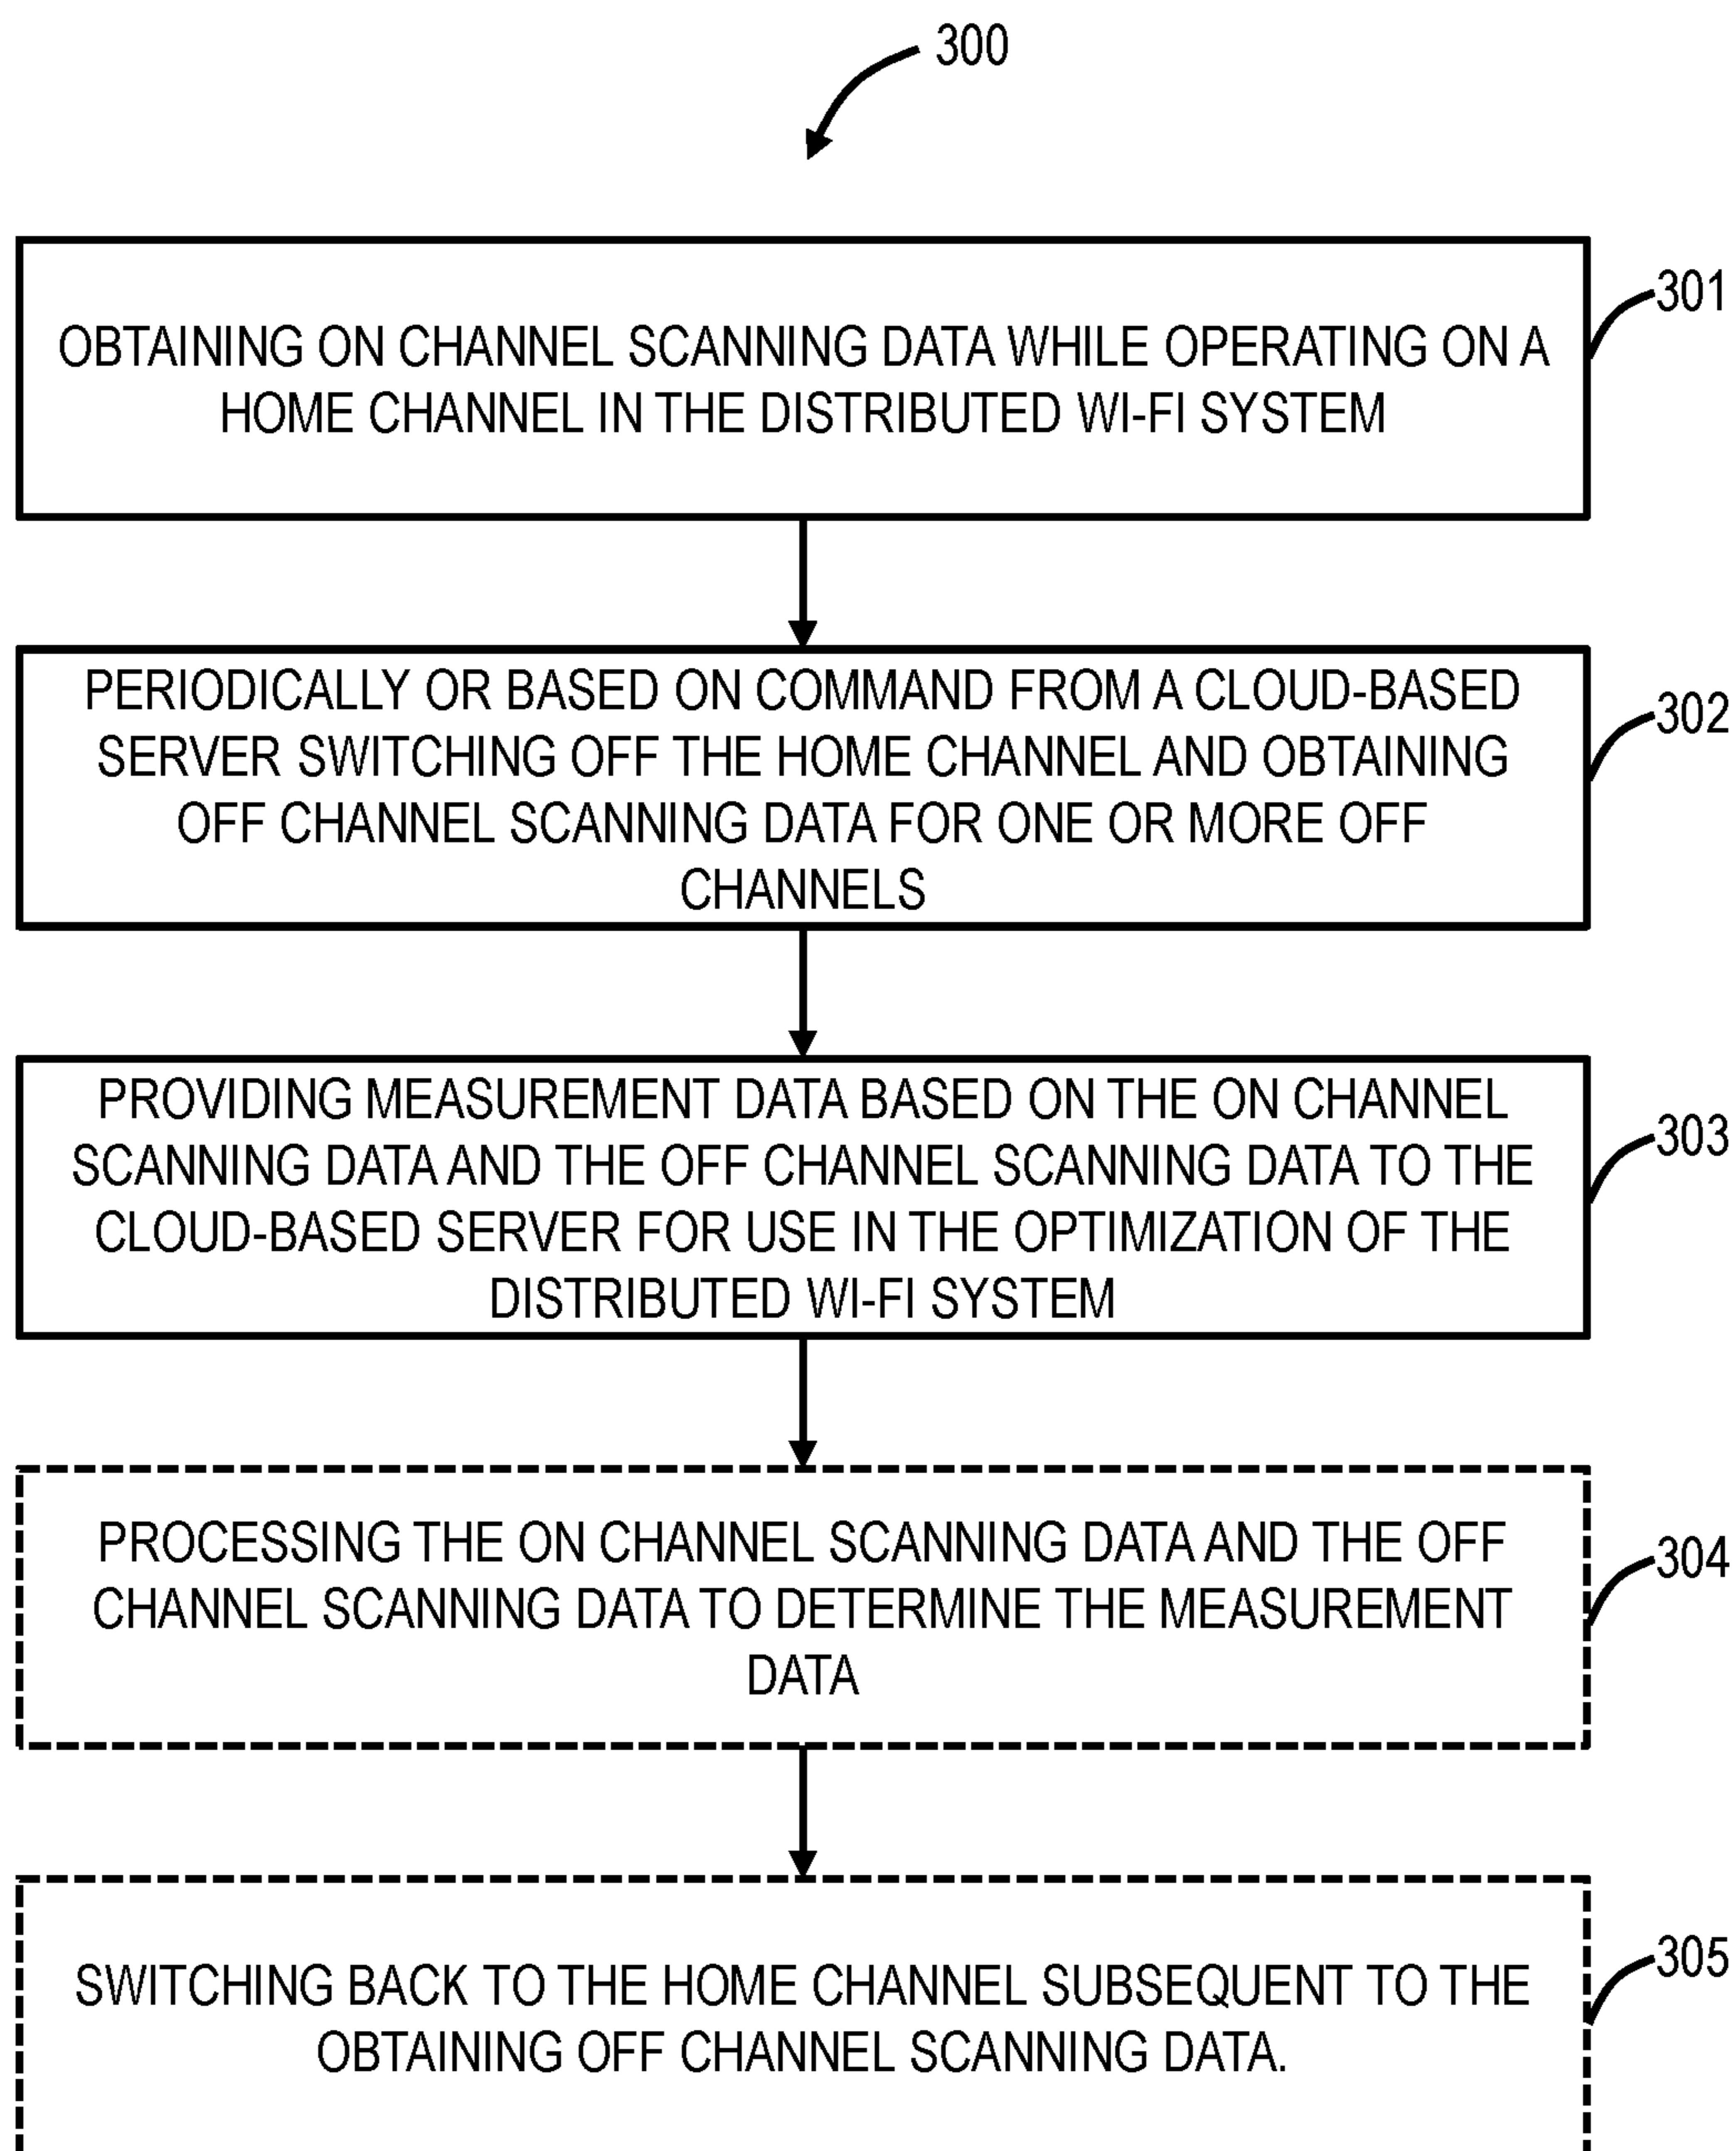 300
OBTAINING ON CHANNEL SCANNING DATA WHILE OPERATING ON A
HOME CHANNEL IN THE DISTRIBUTED WI-FI SYSTEM
301
PERIODICALLY OR BASED ON COMMAND FROM A CLOUD-BASED
SERVER SWITCHING OFF THE HOME CHANNEL AND OBTAINING
OFF CHANNEL SCANNING DATA FOR ONE OR MORE OFF
CHANNELS
302
PROVIDING MEASUREMENT DATA BASED ON THE ON CHANNEL
SCANNING DATA AND THE OFF CHANNEL SCANNING DATA TO THE
CLOUD-BASED SERVER FOR USE IN THE OPTIMIZATION OF THE
DISTRIBUTED WI-FI SYSTEM
303
PROCESSING THE ON CHANNEL SCANNING DATA AND THE OFF
CHANNEL SCANNING DATA TO DETERMINE THE MEASUREMENT
DATA
304
SWITCHING BACK TO THE HOME CHANNEL SUBSEQUENT TO THE
OBTAINING OFF CHANNEL SCANNING DATA.
305